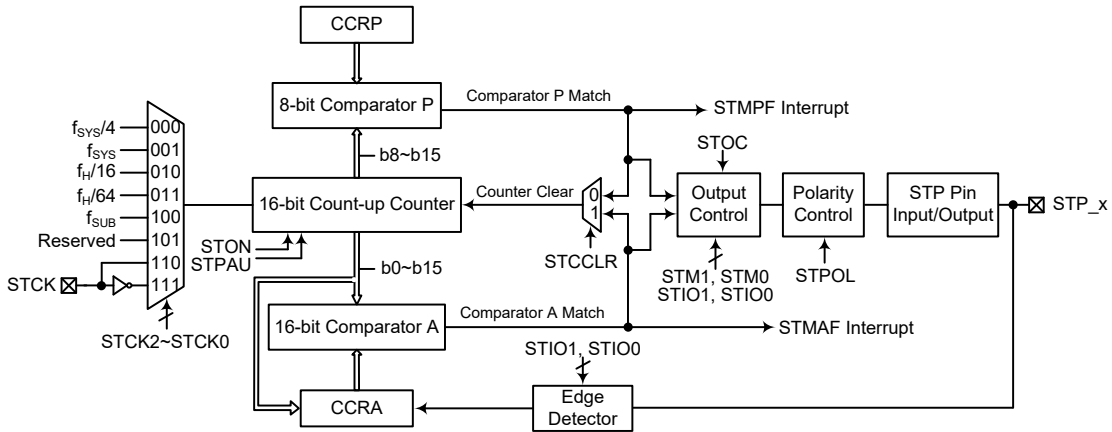 CCRP
8-bit Comparator P
Comparator P Match
STMPF Interrupt
fSYS/4
000
fSYS
001
fH/16
010
fH/64
011
fSUB
100
Reserved
101
110
111
STCK
STCK2~STCK0
b8~b15
16-bit Count-up Counter
Counter Clear
0
1
STCCLR
STON
STPAU
b0~b15
STOC
Output
Control
STM1, STM0
STIO1, STIO0
Polarity
Control
STPOL
STP Pin
Input/Output
STP_x
16-bit Comparator A
Comparator A Match
STMAF Interrupt
STIO1, STIO0
CCRA
Edge
Detector